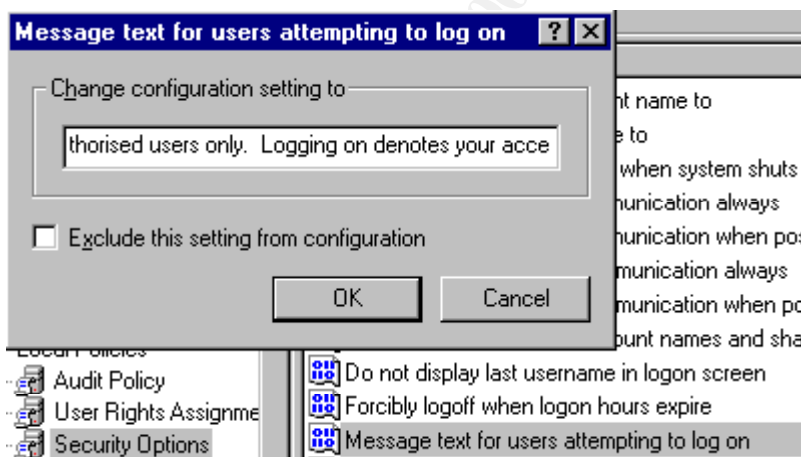 Message text for users attempting to log on
Change configuration setting to
thorised users only.  Logging on denotes your acce
Exclude this setting from configuration
OK
Cancel
nt name to
e to
when system shuts
nunication always
nunication when pos
munication always
munication when po
ount names and sha
Local Policies
Audit Policy
User Rights Assignme
Security Options
Do not display last username in logon screen
Forcibly logoff when logon hours expire
Message text for users attempting to log on